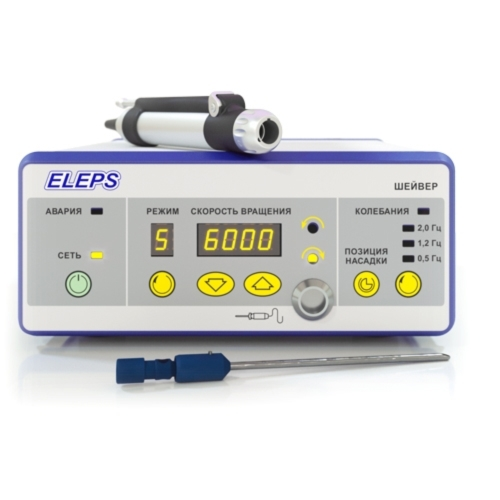 ELEPS
ШЕЙВЕР
АВАРИЯ
РЕЖИМ
СКОРОСТЬ ВРАЩЕНИЯ
КОЛЕБАНИЯ
2,0 Гц
1,2 Гц
0,5 Гц
СЕТЬ
5
6000
ПОЗИЦИЯ
НАСАДКИ